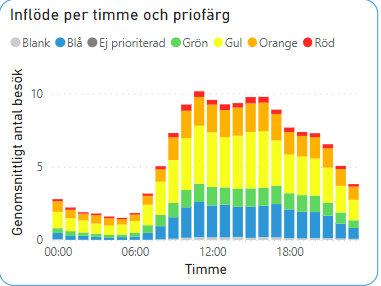 Inflöde per timme och priofärg
Blank Blå Ej prioriterad Grön Gul Orange Röd
Genomsnittligt antal besök
10
5
0
00:00 06:00 12:00 18:00
Timme